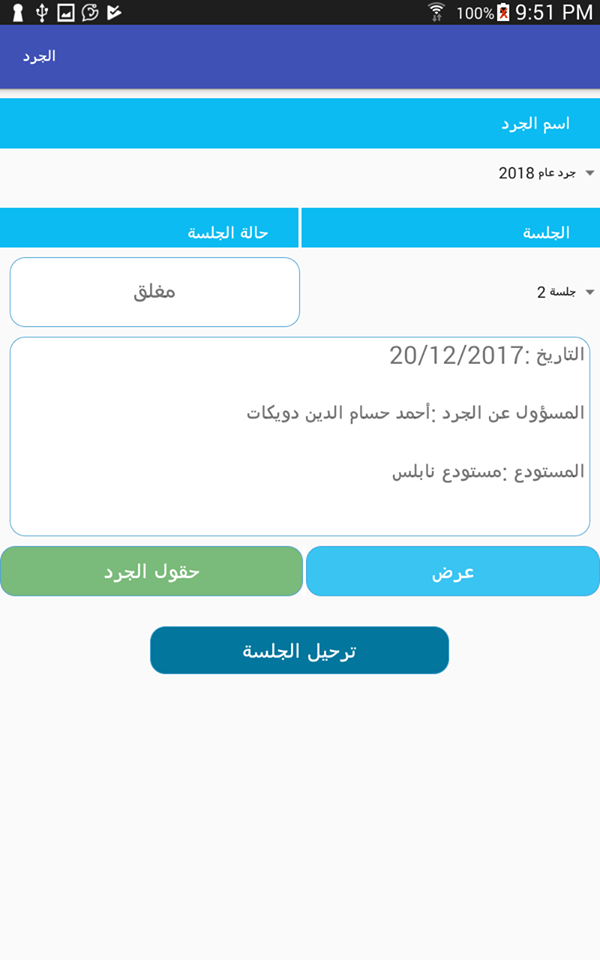 100% 9:51 PM
الجرد
اسم الجرد
جرد عام 2018
الجلسة
حالة الجلسة
جلسة 2
مغلق
التاريخ :20/12/2017
المسؤول عن الجرد :أحمد حسام الدين دويكات
المستودع :مستودع نابلس
عرض
حقول الجرد
ترحيل الجلسة